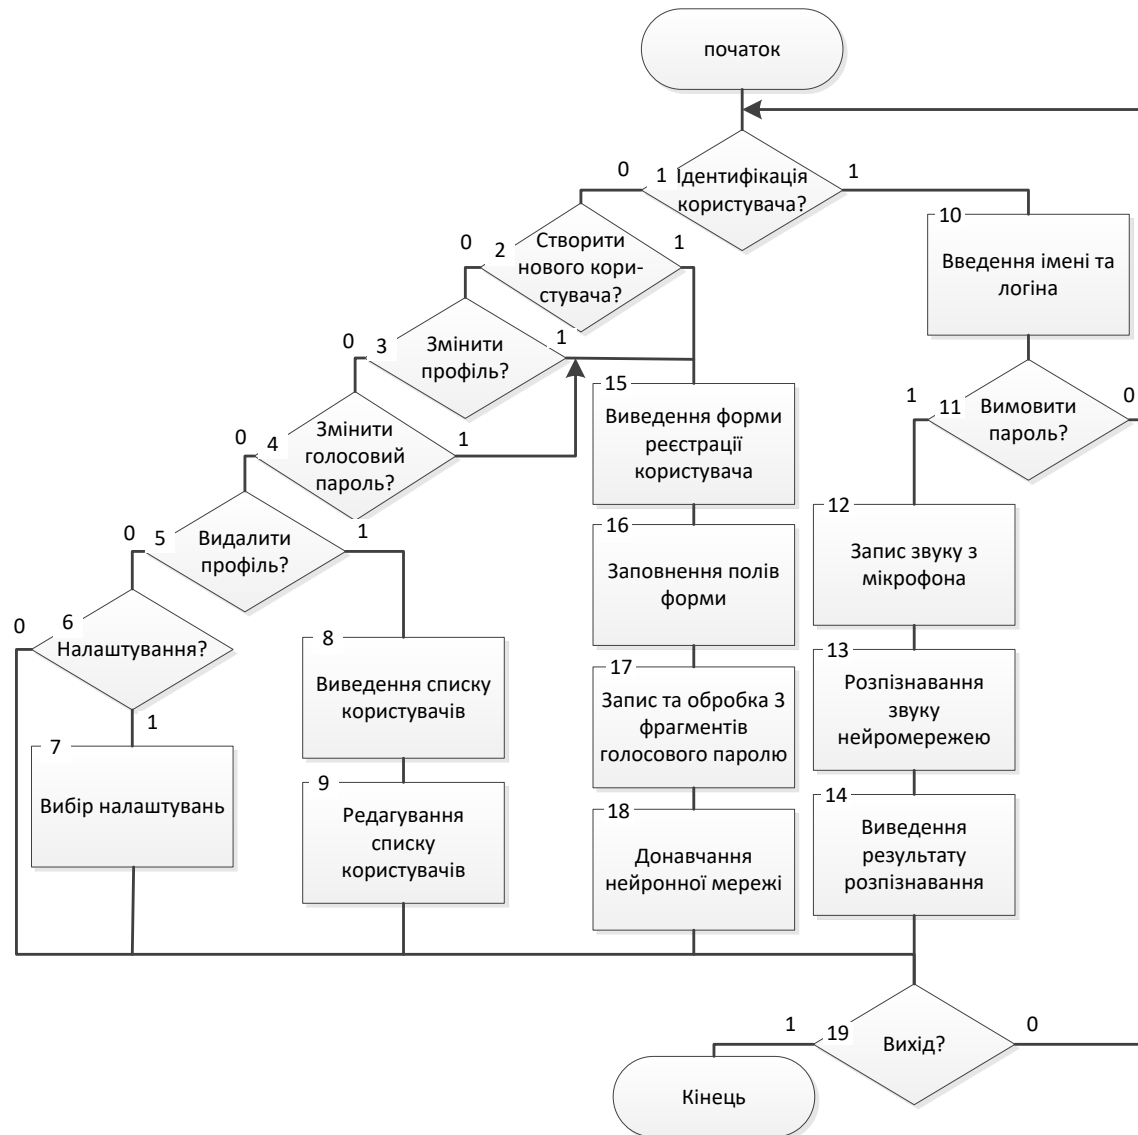 початок
0
1
Ідентифікація
користувача?
1
10
Введення імені та
логіна
0
2
Створити
нового кори-
стувача?
1
0
3
Змінити
профіль?
1
1
11
Вимовити
пароль?
0
15
Виведення форми
реєстрації
користувача
0
4
Змінити
голосовий
пароль?
1
12
Запис звуку з
мікрофона
16
Заповнення полів
форми
0
5
Видалити
профіль?
1
0
6
Налаштування?
1
8
Виведення списку
користувачів
17
Запис та обробка 3
фрагментів
голосового паролю
13
Розпізнавання
звуку
нейромережею
7
Вибір налаштувань
9
Редагування
списку
користувачів
18
Донавчання
нейронної мережі
14
Виведення
результату
розпізнавання
1
19
Вихід?
0
Кінець